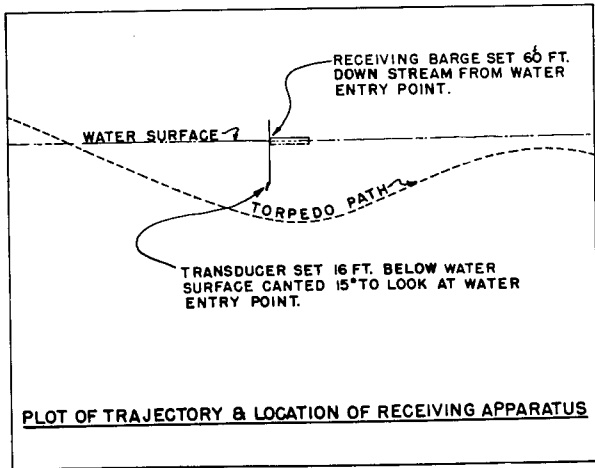 RECEIVING BARGE SET 60 FT.
DOWN STREAM FROM WATER
ENTRY POINT.
WATER SURFACE
TORPEDO PATH
TRANSDUCER SET 16 FT. BELOW WATER
SURFACE CANTED 15° TO LOOK AT WATER
ENTRY POINT.
PLOT OF TRAJECTORY & LOCATION OF RECEIVING APPARATUS